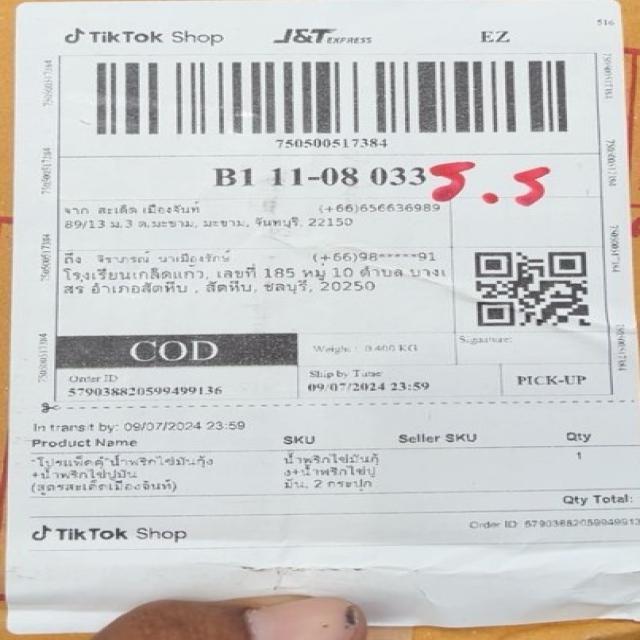 516
TikTok Shop J&T EXPRESS EZ
750500517384
B1 11-08 033 5.5
จาก สะเด็ด เมืองจันท์ (+66)656636989
89/13 ม.3 ต.มะขาม, มะขาม, จันทบุรี, 22150
ถึง จิราภรณ์ นาเมืองรักษ์ (+66)98*****91
โรงเรียนเกล็ดแก้ว, เลขที่ 185 หมู่ 10 ตำบล บางเ
สร่ อำเภอสัตหีบ , สัตหีบ, ชลบุรี, 20250
COD
Weight : 0.400 KG
Signature:
Order ID
579038820599499136
Ship by Time
09/07/2024 23:59
PICK-UP
In transit by: 09/07/2024 23:59
Product Name SKU Seller SKU Qty
"โปรแพ็คคู่"น้ำพริกไข่มันกุ้ง น้ำพริกไข่มันกุ้ 1
+น้ำพริกไข่ปูมัน ง+น้ำพริกไข่ปู
(สูตรสะเด็ดเมืองจันท์) มัน, 2 กระปุก
Qty Total:
TikTok Shop Order ID: 57903882059949913
750500517384
750500517384
750500517384
750500517384
750500517384
750500517384
750500517384
750500517384